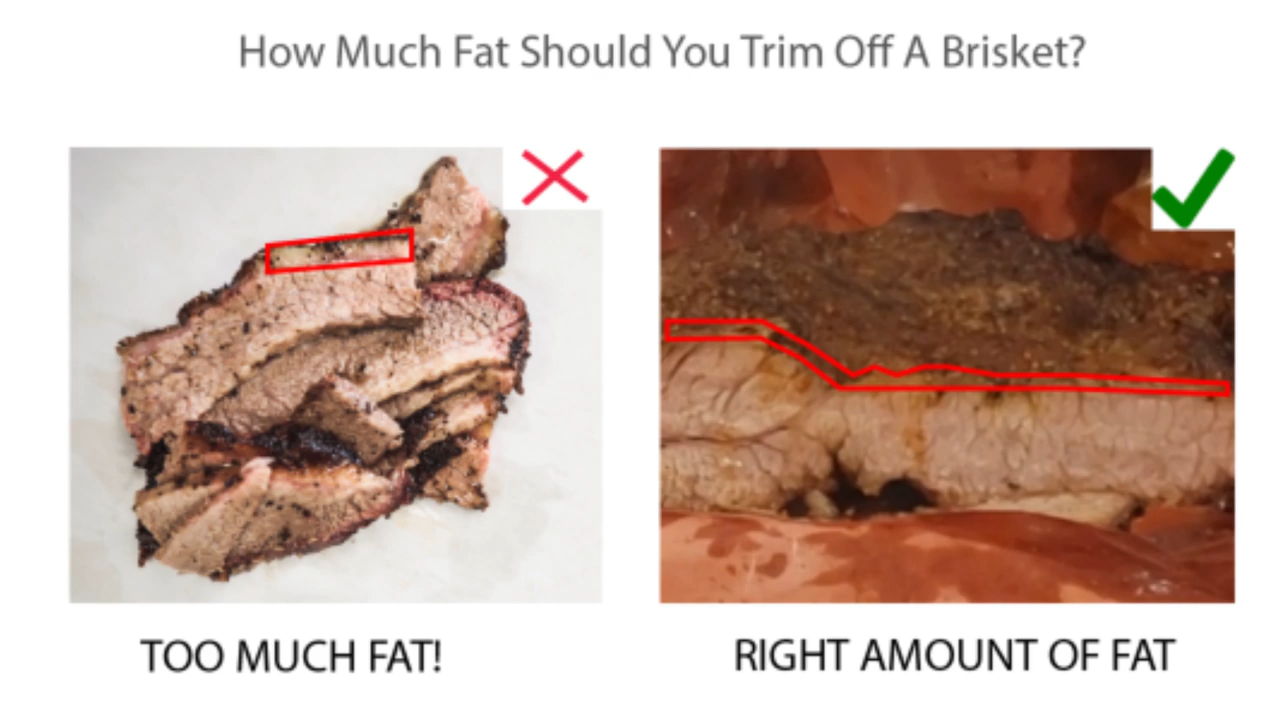 How Much Fat Should You Trim Off A Brisket?
TOO MUCH FAT!
RIGHT AMOUNT OF FAT